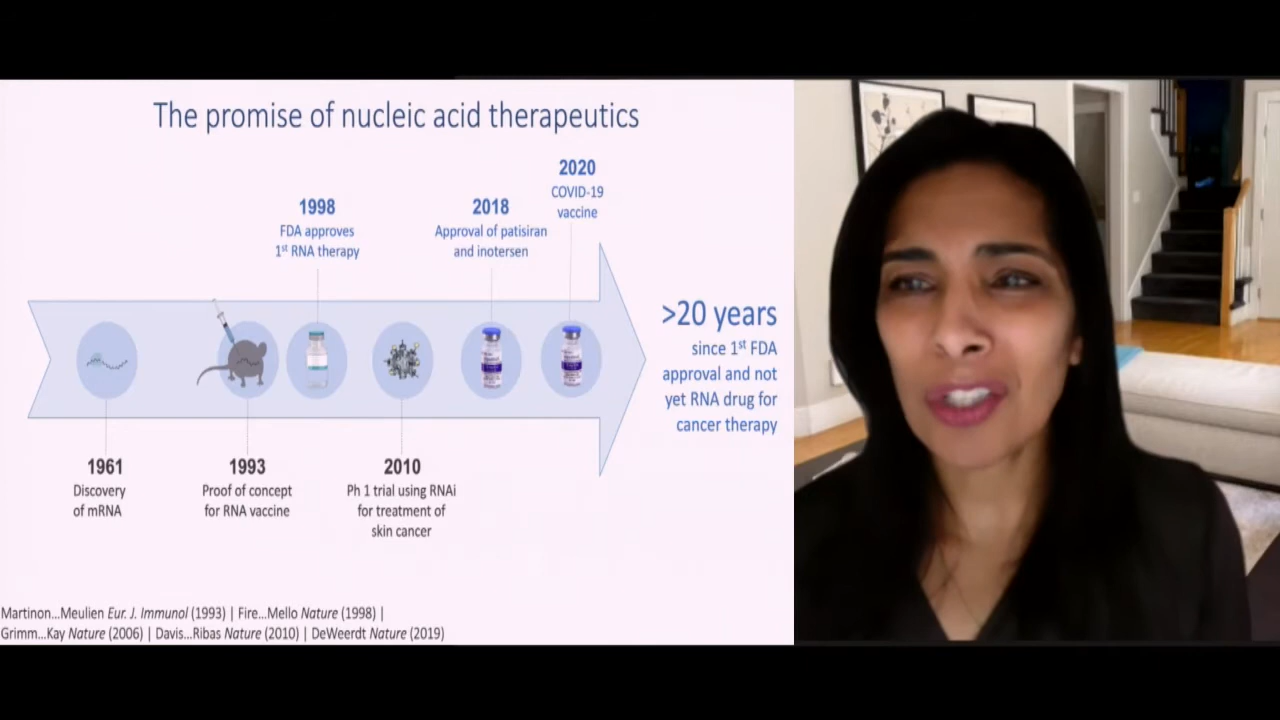 The promise of nucleic acid therapeutics
2020
COVID-19
vaccine
1998
FDA approves
1st RNA therapy
2018
Approval of patisiran
and inotersen
>20 years
since 1st FDA
approval and not
yet RNA drug for
cancer therapy
1961
Discovery
of mRNA
1993
Proof of concept
for RNA vaccine
2010
Ph 1 trial using RNAi
for treatment of
skin cancer
Martinon...Meulien Eur. J. Immunol (1993) | Fire...Mello Nature (1998) |
Grimm...Kay Nature (2006) | Davis...Ribas Nature (2010) | DeWeerdt Nature (2019)